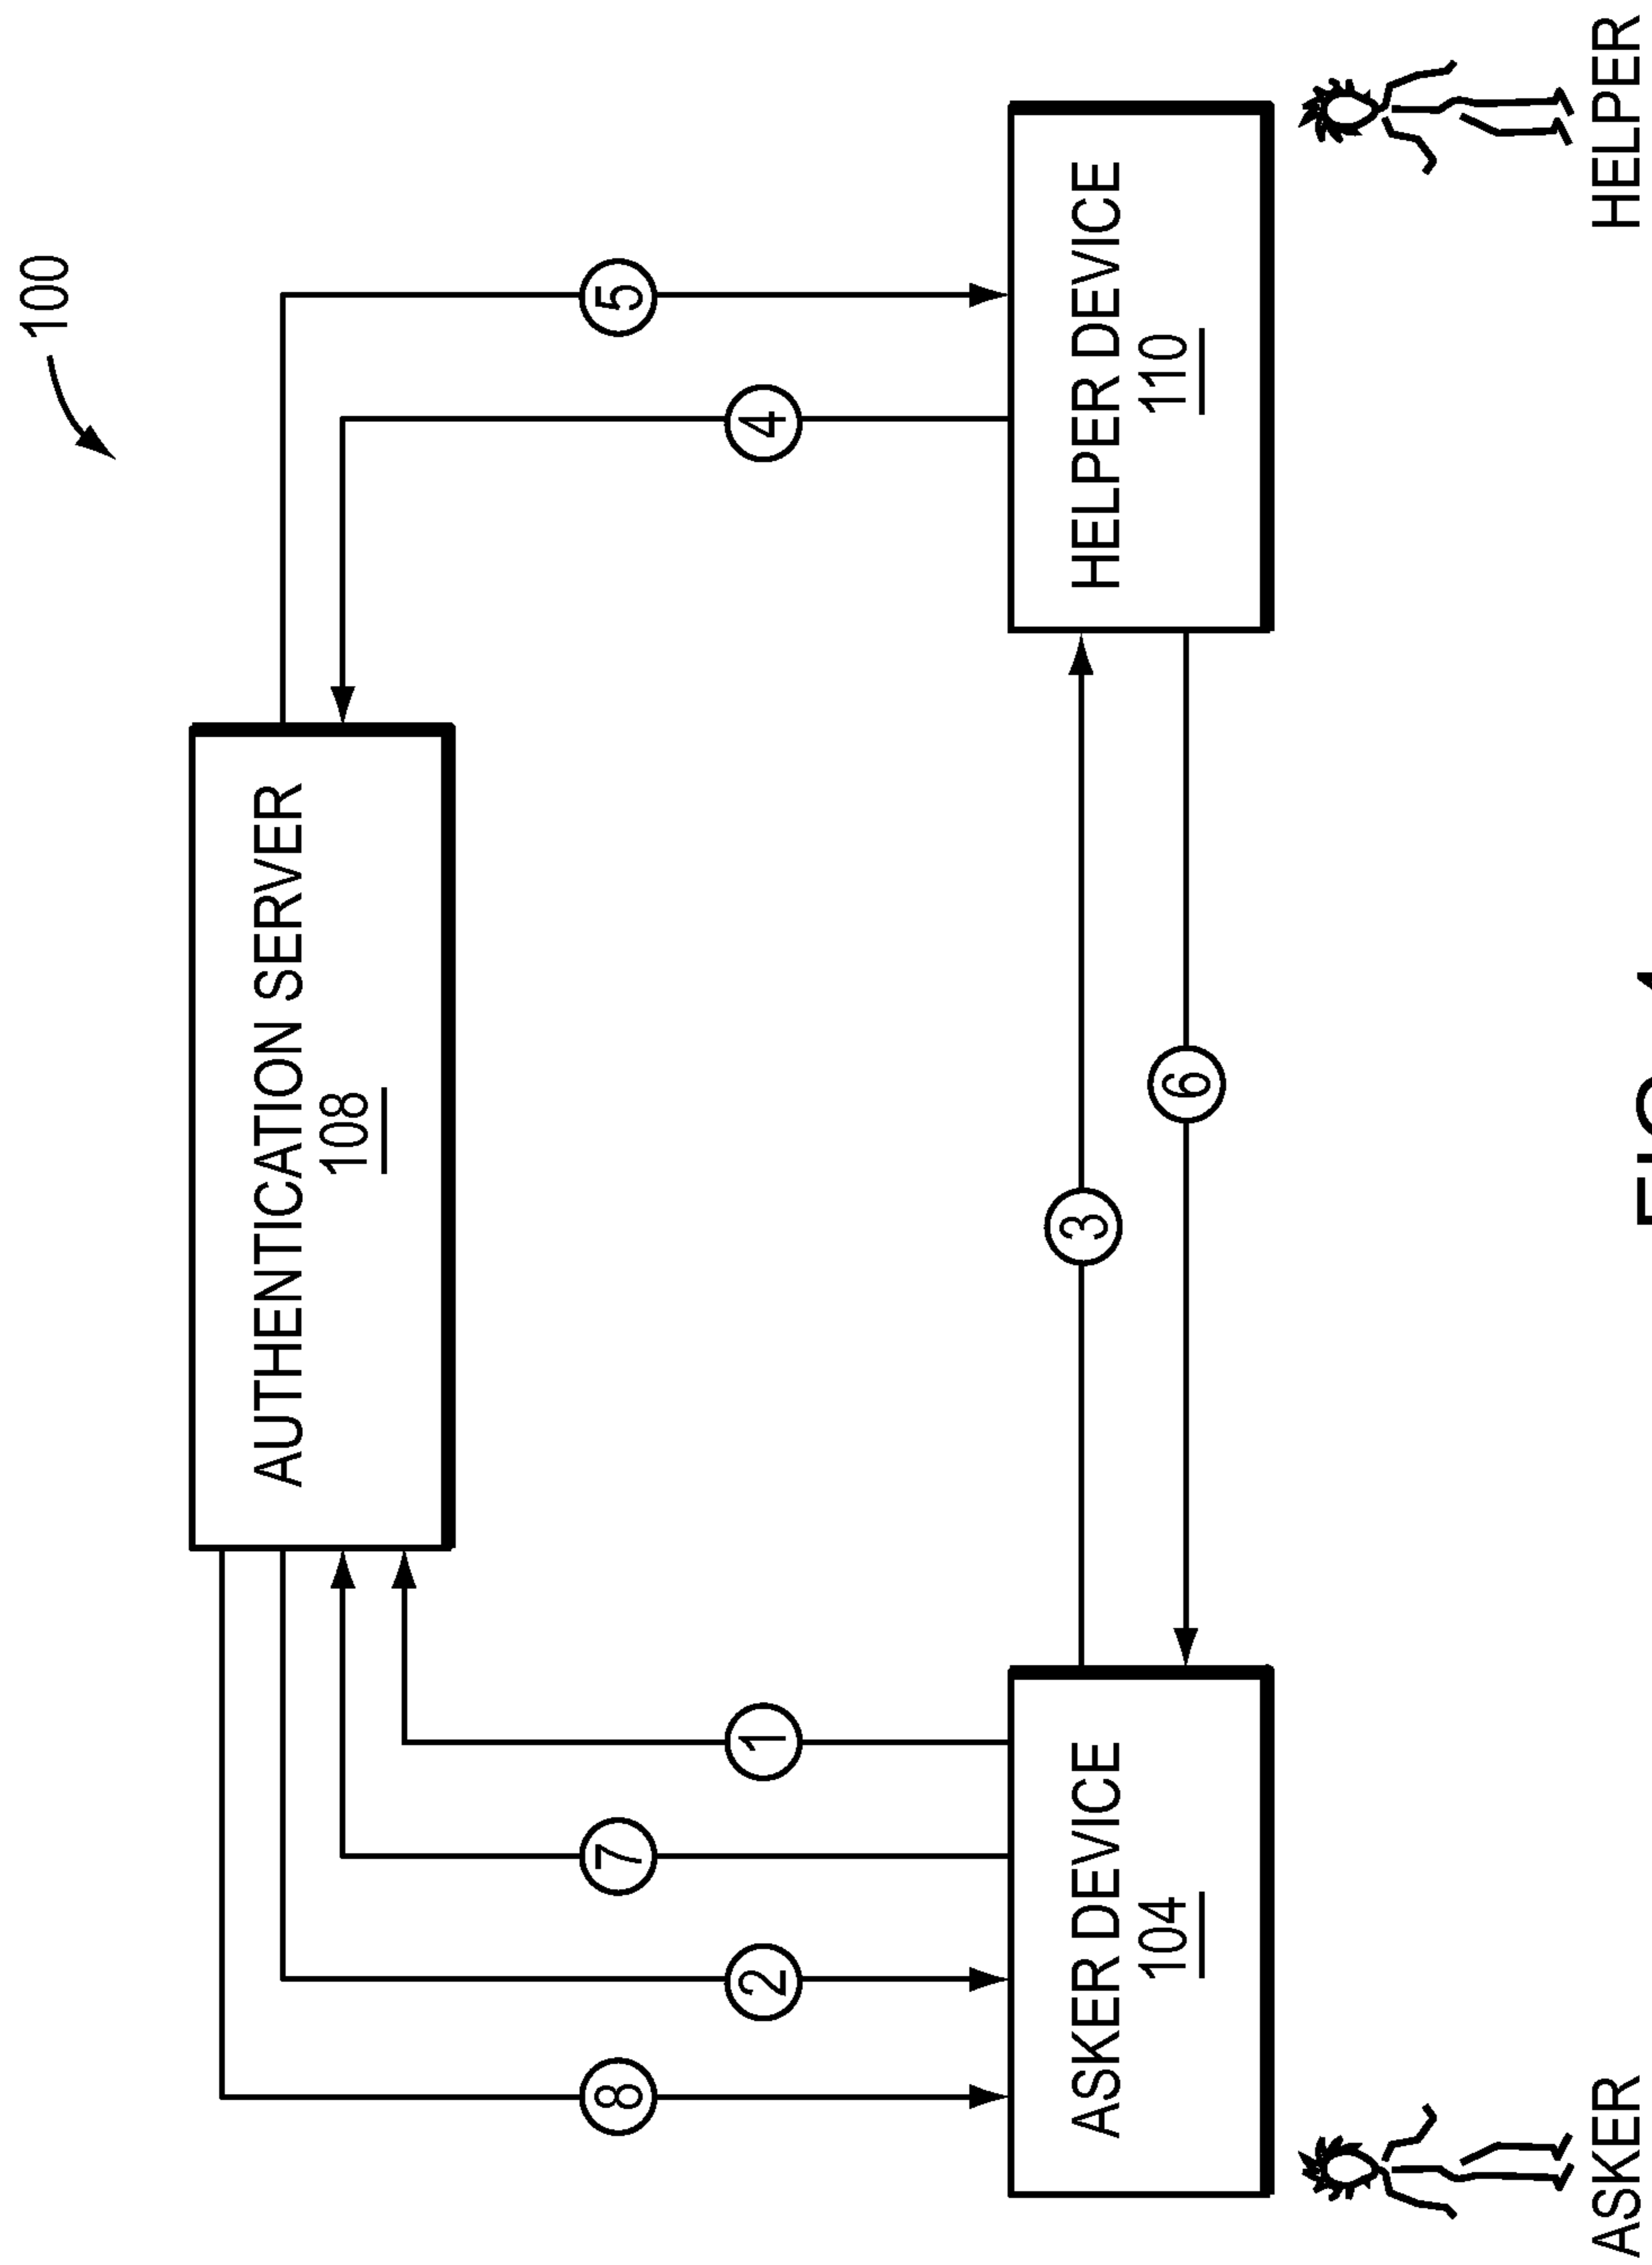 100
AUTHENTICATION SERVER
108
8
7
5
2
1
4
3
ASKER DEVICE
104
HELPER DEVICE
110
6
ASKER
HELPER